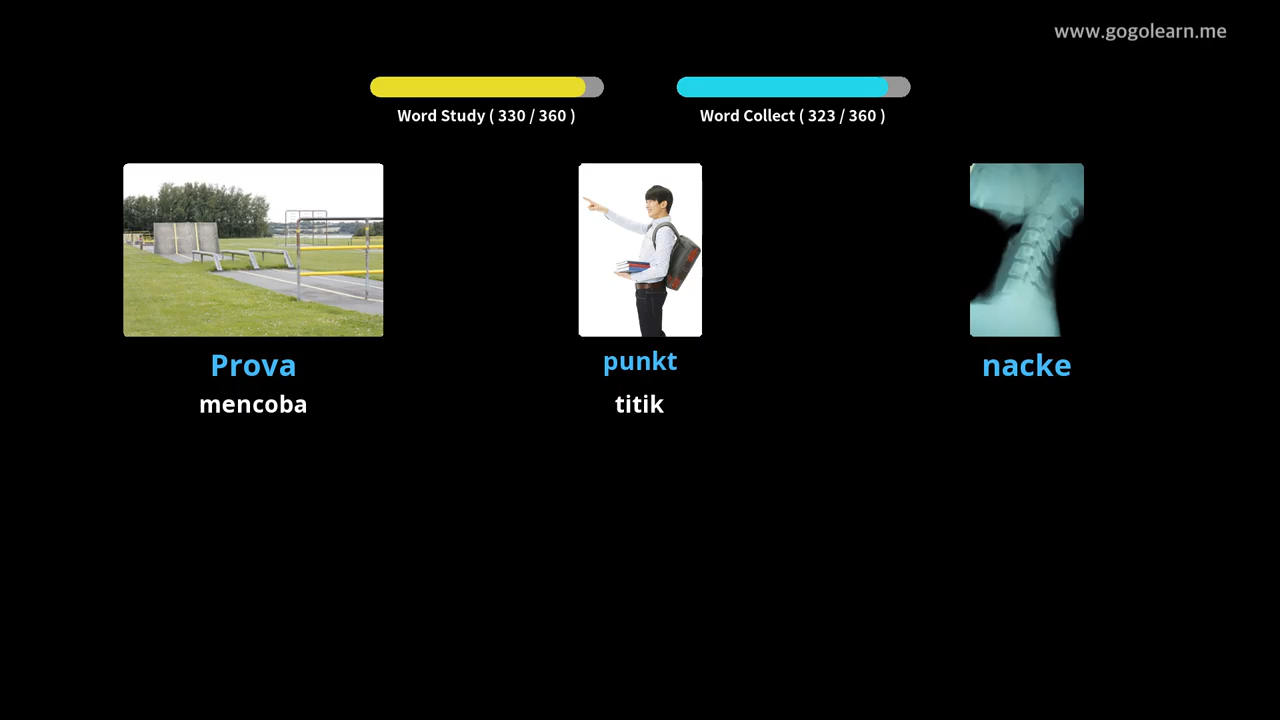 www.gogolearn.me
Word Study ( 330 / 360 )
Word Collect ( 323 / 360 )
Prova
mencoba
punkt
titik
nacke